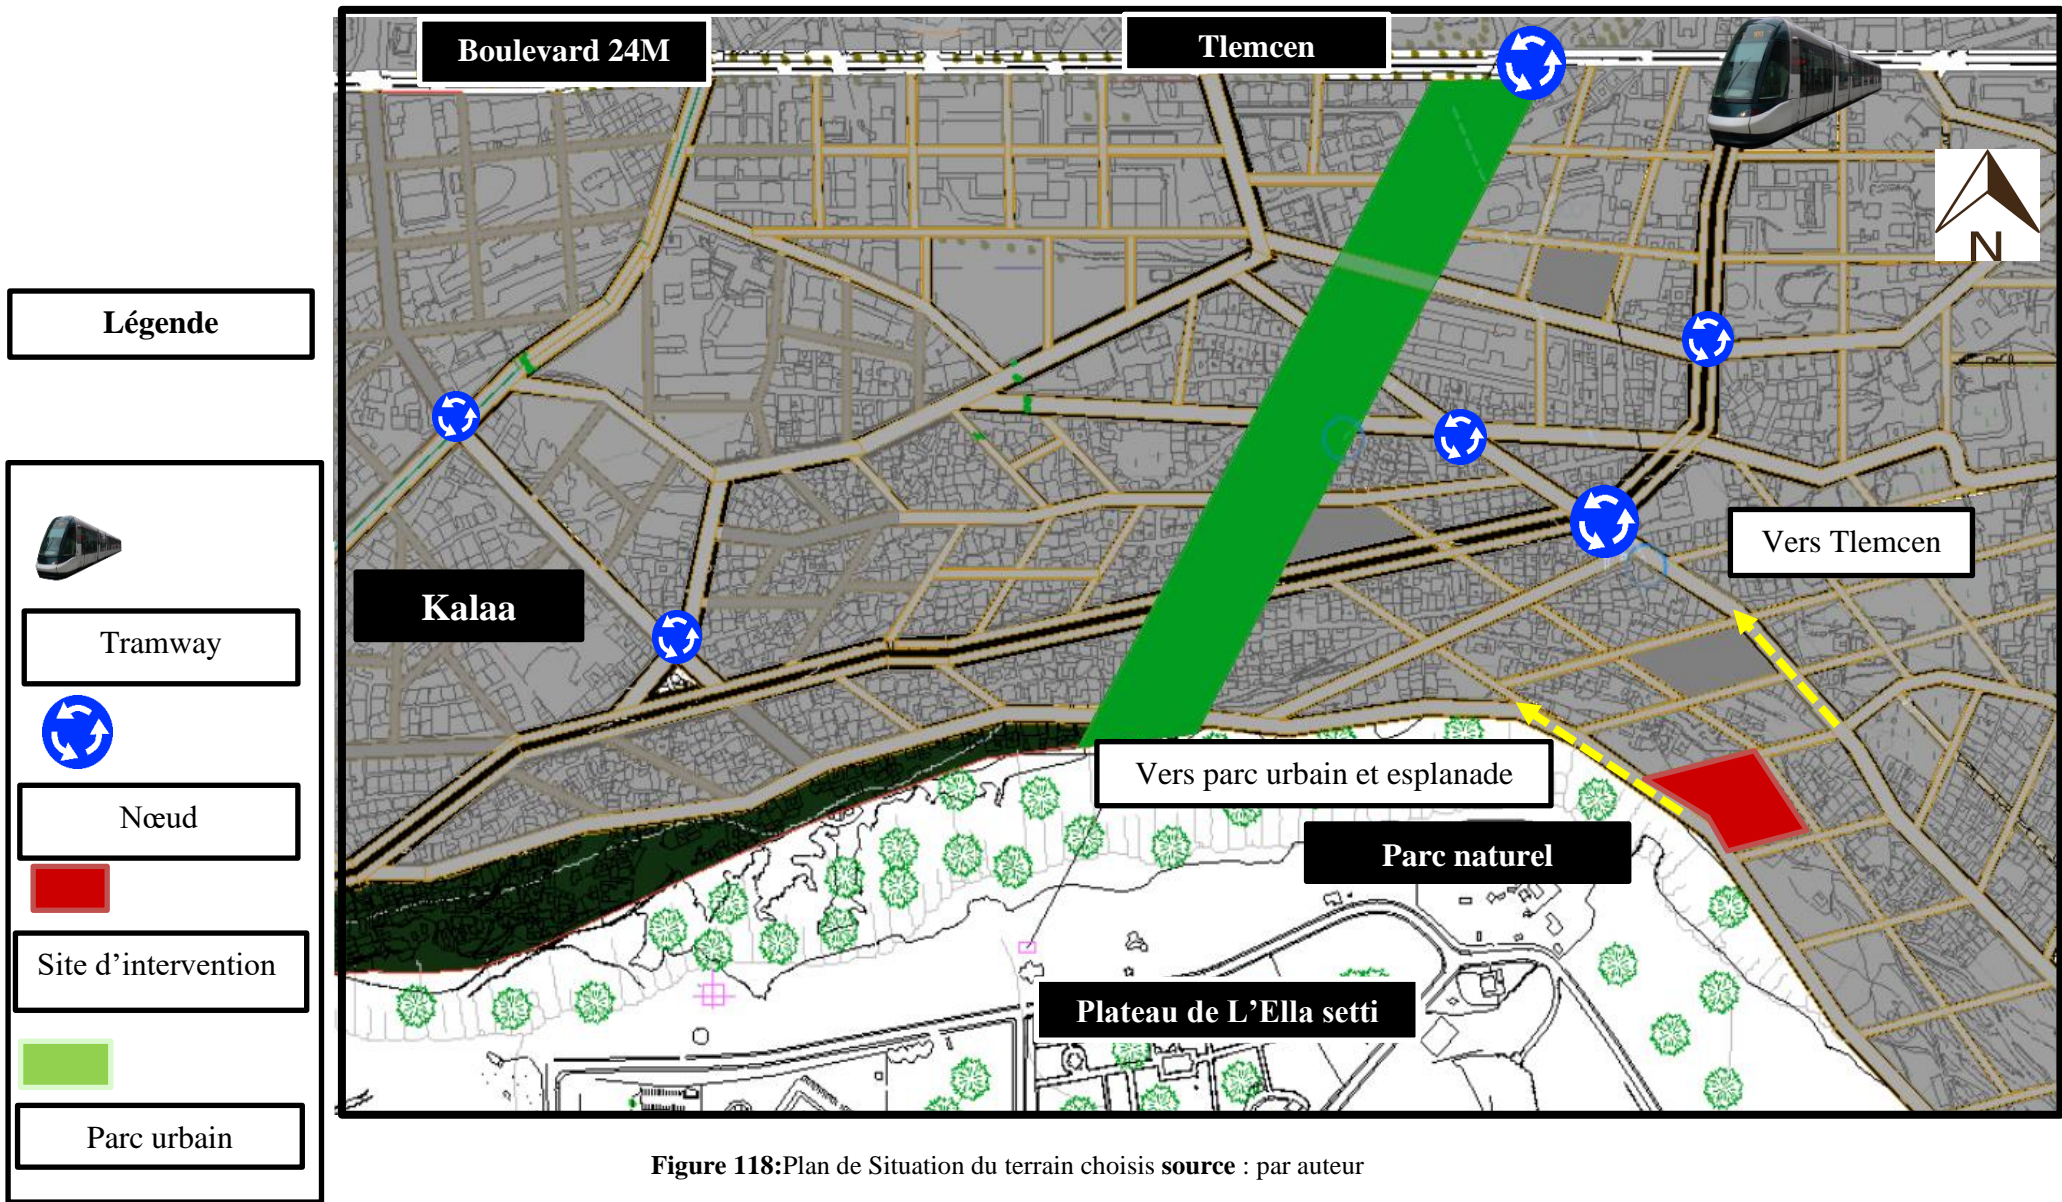 Boulevard 24M
Tlemcen
N
Légende
Vers Tlemcen
Kalaa
Tramway
Vers parc urbain et esplanade
Nœud
Parc naturel
Site d’intervention
Plateau de L’Ella setti
Parc urbain
Figure 118:Plan de Situation du terrain choisis source : par auteur